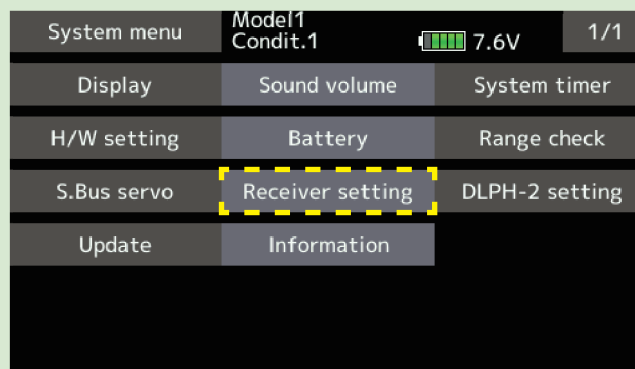 System menu
Model1
Condit.1
7.6V
1/1
Display
Sound volume
System timer
H/W setting
Battery
Range check
S.Bus servo
Receiver setting
DLPH-2 setting
Update
Information